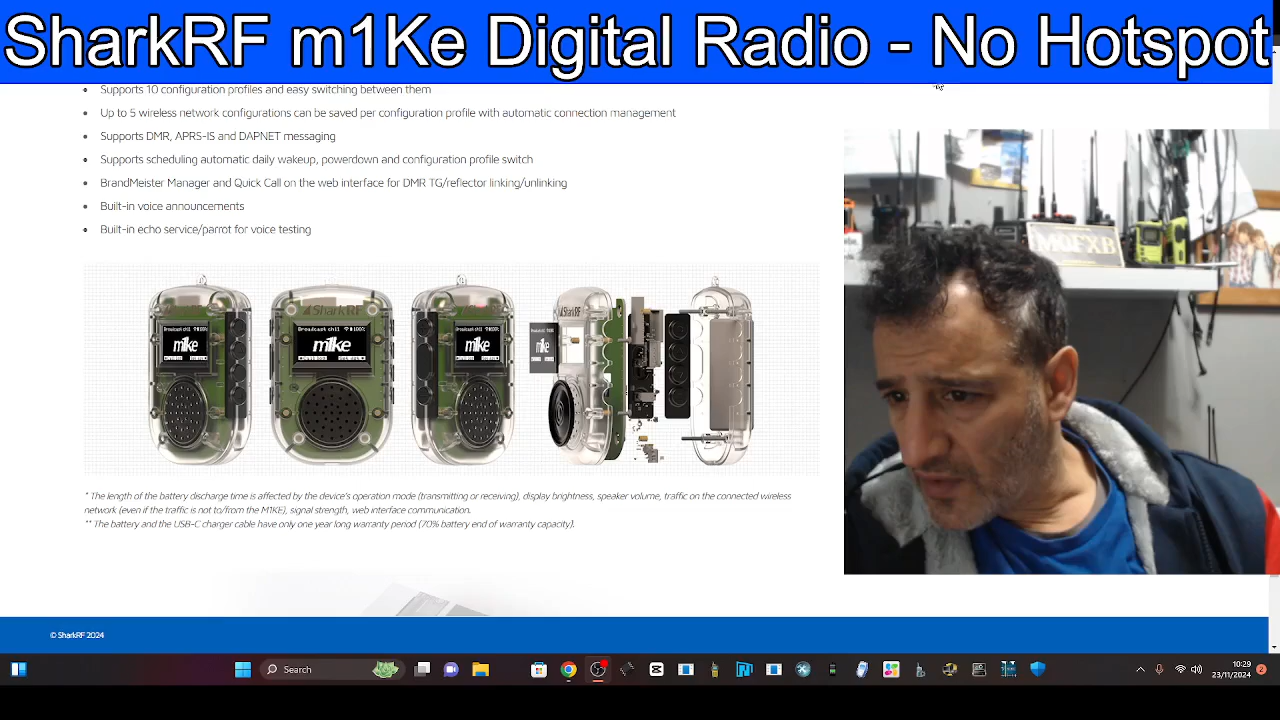 SharkRF m1Ke Digital Radio - No Hotspot
Supports 10 configuration profiles and easy switching between them
Up to 5 wireless network configurations can be saved per configuration profile with automatic connection management
Supports DMR, APRS-IS and DAPNET messaging
Supports scheduling automatic daily wakeup, powerdown and configuration profile switch
BrandMeister Manager and Quick Call on the web interface for DMR TG/reflector linking/unlinking
Built-in voice announcements
Built-in echo service/parrot for voice testing
M0FXB
SharkRF
Broadcast ch11 100%
m1ke
* The length of the battery discharge time is affected by the device's operation mode (transmitting or receiving), display brightness, speaker volume, traffic on the connected wireless
network (even if the traffic is not to/from the M1KE), signal strength, web interface communication.
** The battery and the USB-C charger cable have only one year long warranty period (70% battery end of warranty capacity).
© SharkRF 2024
Search
10:29
23/11/2024
2